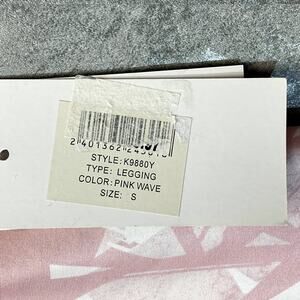 STYLE: K9880Y
TYPE: LEGGING
COLOR: PINK WAVE
SIZE: S